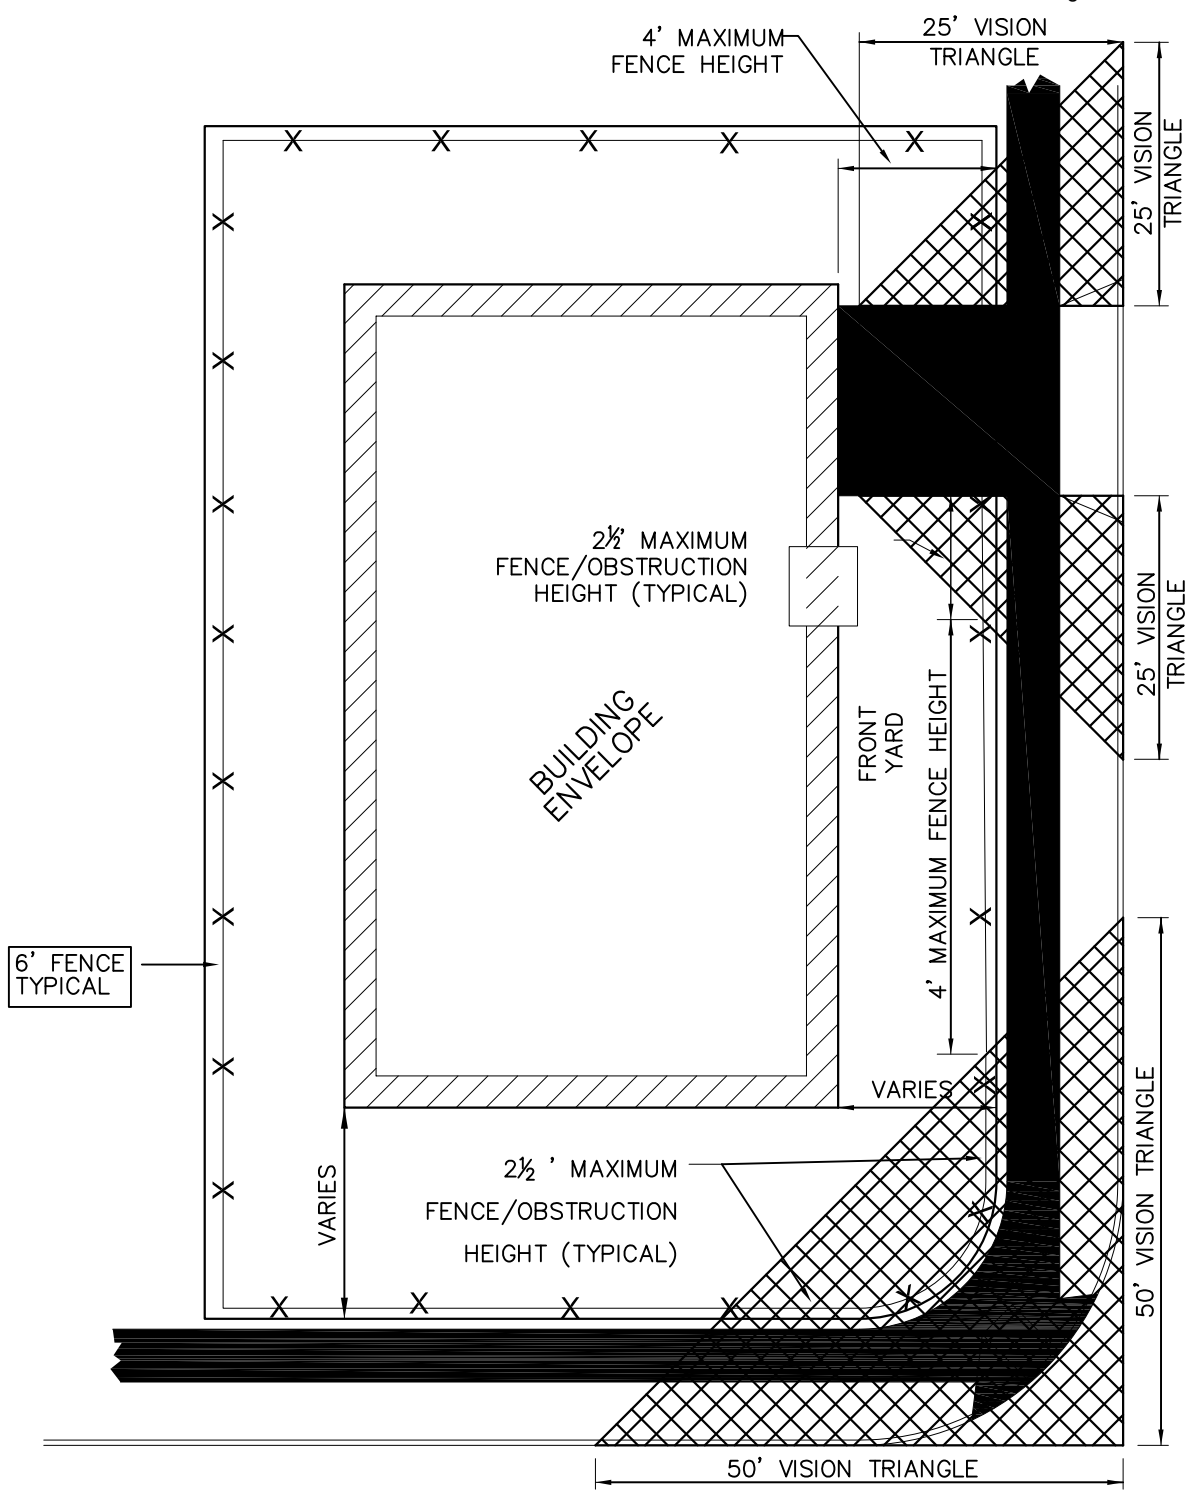 25' VISION
TRIANGLE
4' MAXIMUM
FENCE HEIGHT
25' VISION
TRIANGLE
2½' MAXIMUM
FENCE/OBSTRUCTION
HEIGHT (TYPICAL)
25' VISION
TRIANGLE
BUILDING
ENVELOPE
FRONT
YARD
4' MAXIMUM FENCE HEIGHT
6' FENCE
TYPICAL
VARIES
VARIES
2½ ' MAXIMUM
FENCE/OBSTRUCTION
HEIGHT (TYPICAL)
50' VISION TRIANGLE
50' VISION TRIANGLE